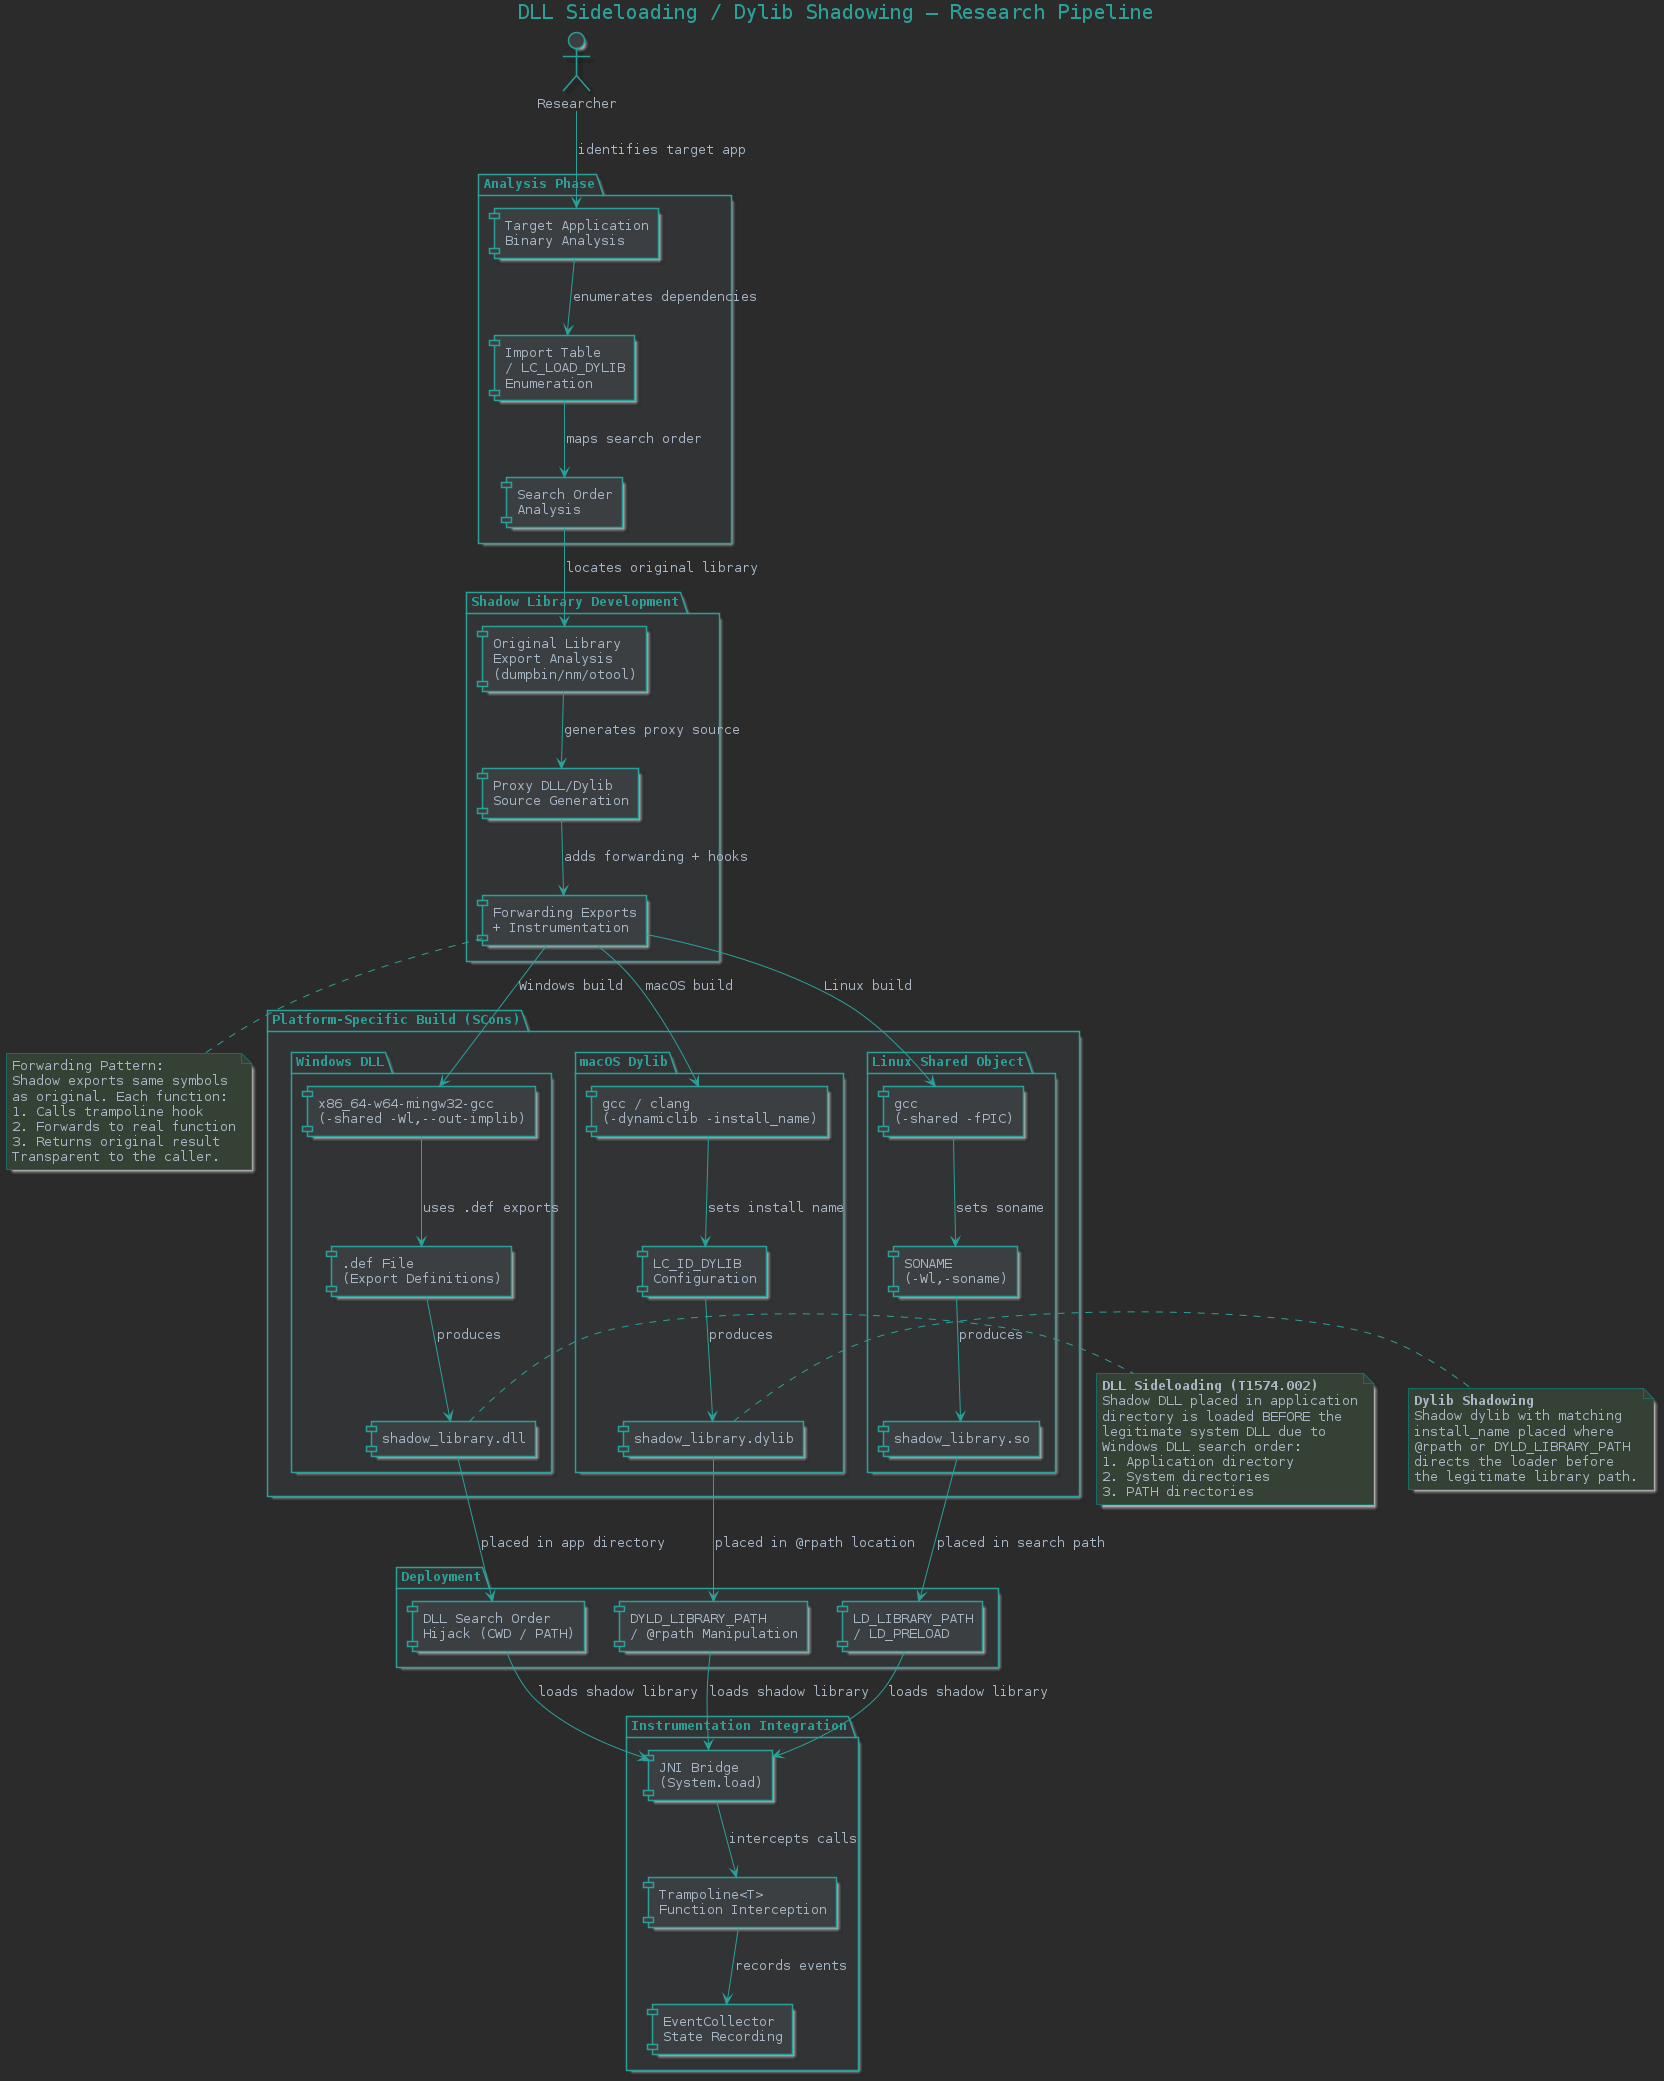 DLL Sideloading / Dylib Shadowing — Research Pipeline
Researcher
identifies target app
Analysis Phase
Target Application
Binary Analysis
enumerates dependencies
Import Table
/ LC_LOAD_DYLIB
Enumeration
maps search order
Search Order
Analysis
locates original library
Shadow Library Development
Original Library
Export Analysis
(dumpbin/nm/otool)
generates proxy source
Proxy DLL/Dylib
Source Generation
adds forwarding + hooks
Forwarding Exports
+ Instrumentation
Windows build
macOS build
Linux build
Forwarding Pattern:
Shadow exports same symbols
as original. Each function:
1. Calls trampoline hook
2. Forwards to real function
3. Returns original result
Transparent to the caller.
Platform-Specific Build (SCons)
Windows DLL
x86_64-w64-mingw32-gcc
(-shared -Wl,--out-implib)
uses .def exports
.def File
(Export Definitions)
produces
shadow_library.dll
macOS Dylib
gcc / clang
(-dynamiclib -install_name)
sets install name
LC_ID_DYLIB
Configuration
produces
shadow_library.dylib
Linux Shared Object
gcc
(-shared -fPIC)
sets soname
SONAME
(-Wl,-soname)
produces
shadow_library.so
DLL Sideloading (T1574.002)
Shadow DLL placed in application
directory is loaded BEFORE the
legitimate system DLL due to
Windows DLL search order:
1. Application directory
2. System directories
3. PATH directories
Dylib Shadowing
Shadow dylib with matching
install_name placed where
@rpath or DYLD_LIBRARY_PATH
directs the loader before
the legitimate library path.
placed in app directory
placed in @rpath location
placed in search path
Deployment
DLL Search Order
Hijack (CWD / PATH)
DYLD_LIBRARY_PATH
/ @rpath Manipulation
LD_LIBRARY_PATH
/ LD_PRELOAD
loads shadow library
loads shadow library
loads shadow library
Instrumentation Integration
JNI Bridge
(System.load)
intercepts calls
Trampoline<T>
Function Interception
records events
EventCollector
State Recording